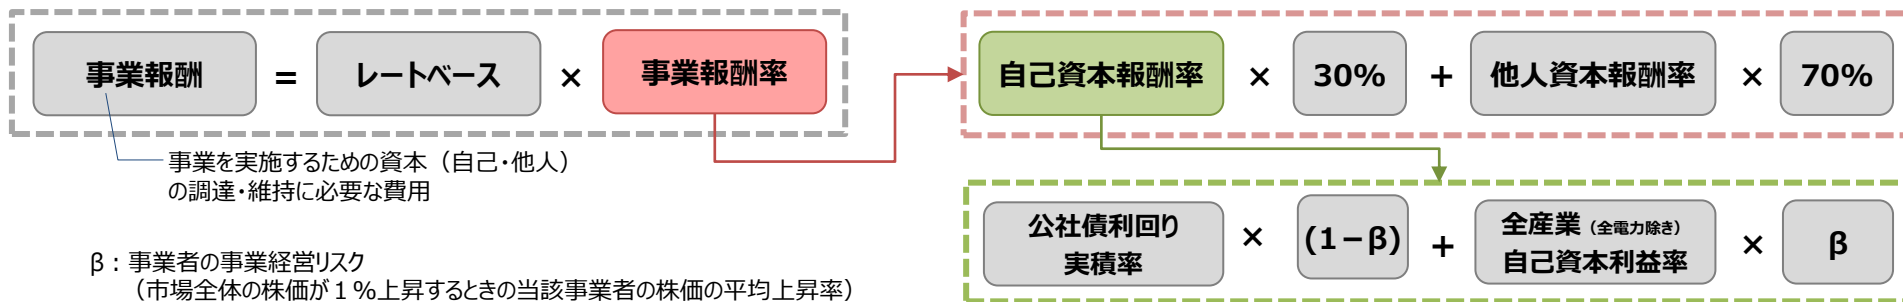 事業報酬 = レートベース × 事業報酬率
事業を実施するための資本（自己・他人）
の調達・維持に必要な費用
自己資本報酬率 × 30% + 他人資本報酬率 × 70%
公社債利回り
実績率
× (1－β) +
全産業（全電力除き）
自己資本利益率
× β
β：事業者の事業経営リスク
（市場全体の株価が１％上昇するときの当該事業者の株価の平均上昇率）